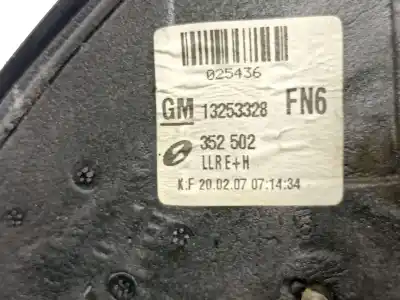 025436
GM 13253328 FN6
352 502
LLRE+H
K.F 20.02.07 07:14:34